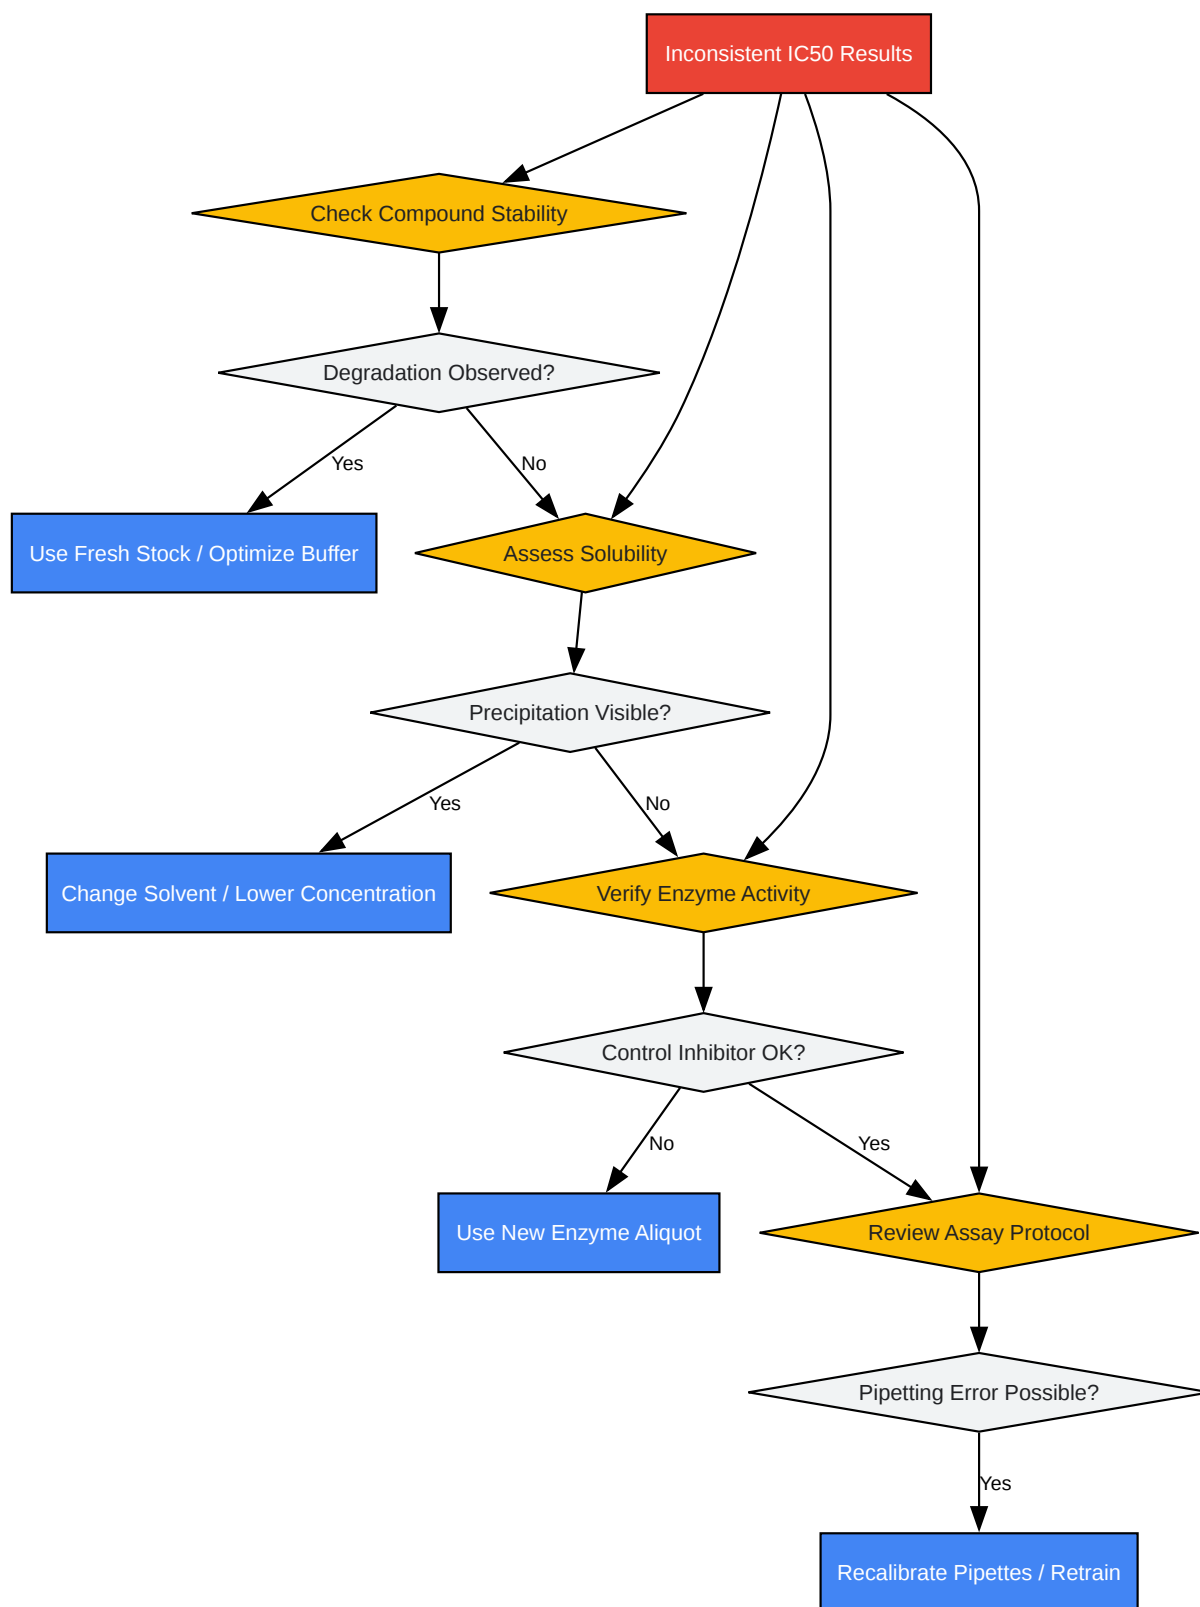 Inconsistent IC50 Results
Check Compound Stability
Degradation Observed?
Yes
No
Use Fresh Stock / Optimize Buffer
Assess Solubility
Precipitation Visible?
Yes
No
Change Solvent / Lower Concentration
Verify Enzyme Activity
Control Inhibitor OK?
No
Yes
Use New Enzyme Aliquot
Review Assay Protocol
Pipetting Error Possible?
Yes
Recalibrate Pipettes / Retrain